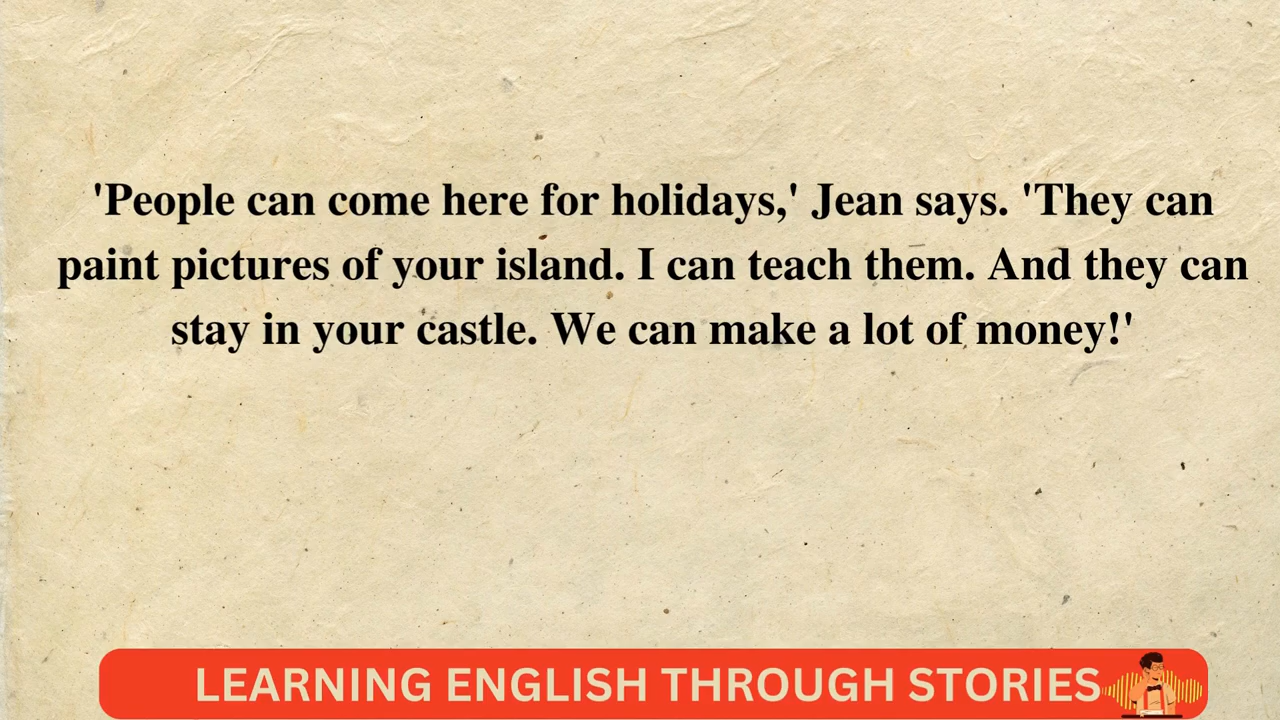 'People can come here for holidays,' Jean says. 'They can
paint pictures of your island. I can teach them. And they can
stay in your castle. We can make a lot of money!'
LEARNING ENGLISH THROUGH STORIES